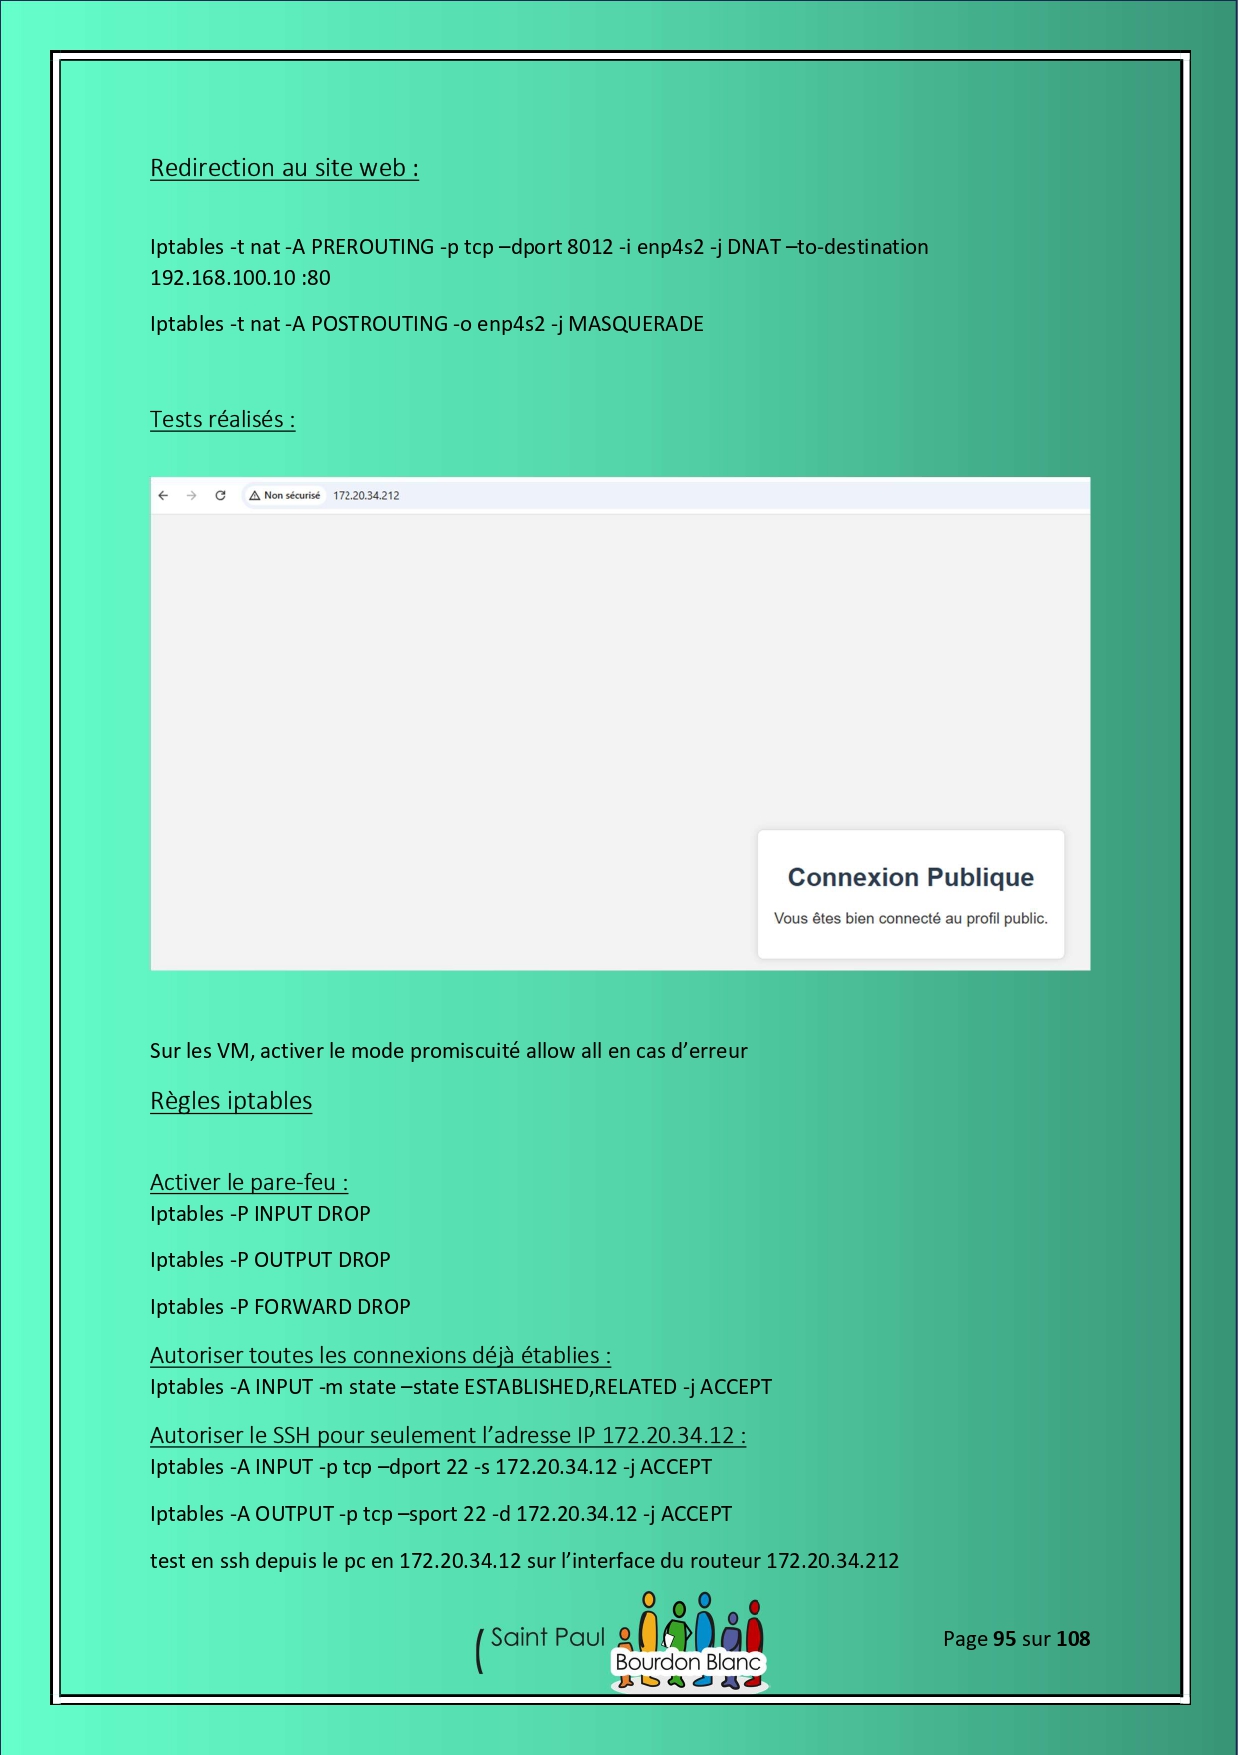 Redirection au site web :
Iptables -t nat -A PREROUTING -p tcp –dport 8012 -i enp4s2 -j DNAT –to-destination
192.168.100.10 :80
Iptables -t nat -A POSTROUTING -o enp4s2 -j MASQUERADE
Tests réalisés :
Non sécurisé 172.20.34.212
Connexion Publique
Vous êtes bien connecté au profil public.
Sur les VM, activer le mode promiscuité allow all en cas d’erreur
Règles iptables
Activer le pare-feu :
Iptables -P INPUT DROP
Iptables -P OUTPUT DROP
Iptables -P FORWARD DROP
Autoriser toutes les connexions déjà établies :
Iptables -A INPUT -m state –state ESTABLISHED,RELATED -j ACCEPT
Autoriser le SSH pour seulement l’adresse IP 172.20.34.12 :
Iptables -A INPUT -p tcp –dport 22 -s 172.20.34.12 -j ACCEPT
Iptables -A OUTPUT -p tcp –sport 22 -d 172.20.34.12 -j ACCEPT
test en ssh depuis le pc en 172.20.34.12 sur l’interface du routeur 172.20.34.212
Saint Paul
Bourdon Blanc
Page 95 sur 108